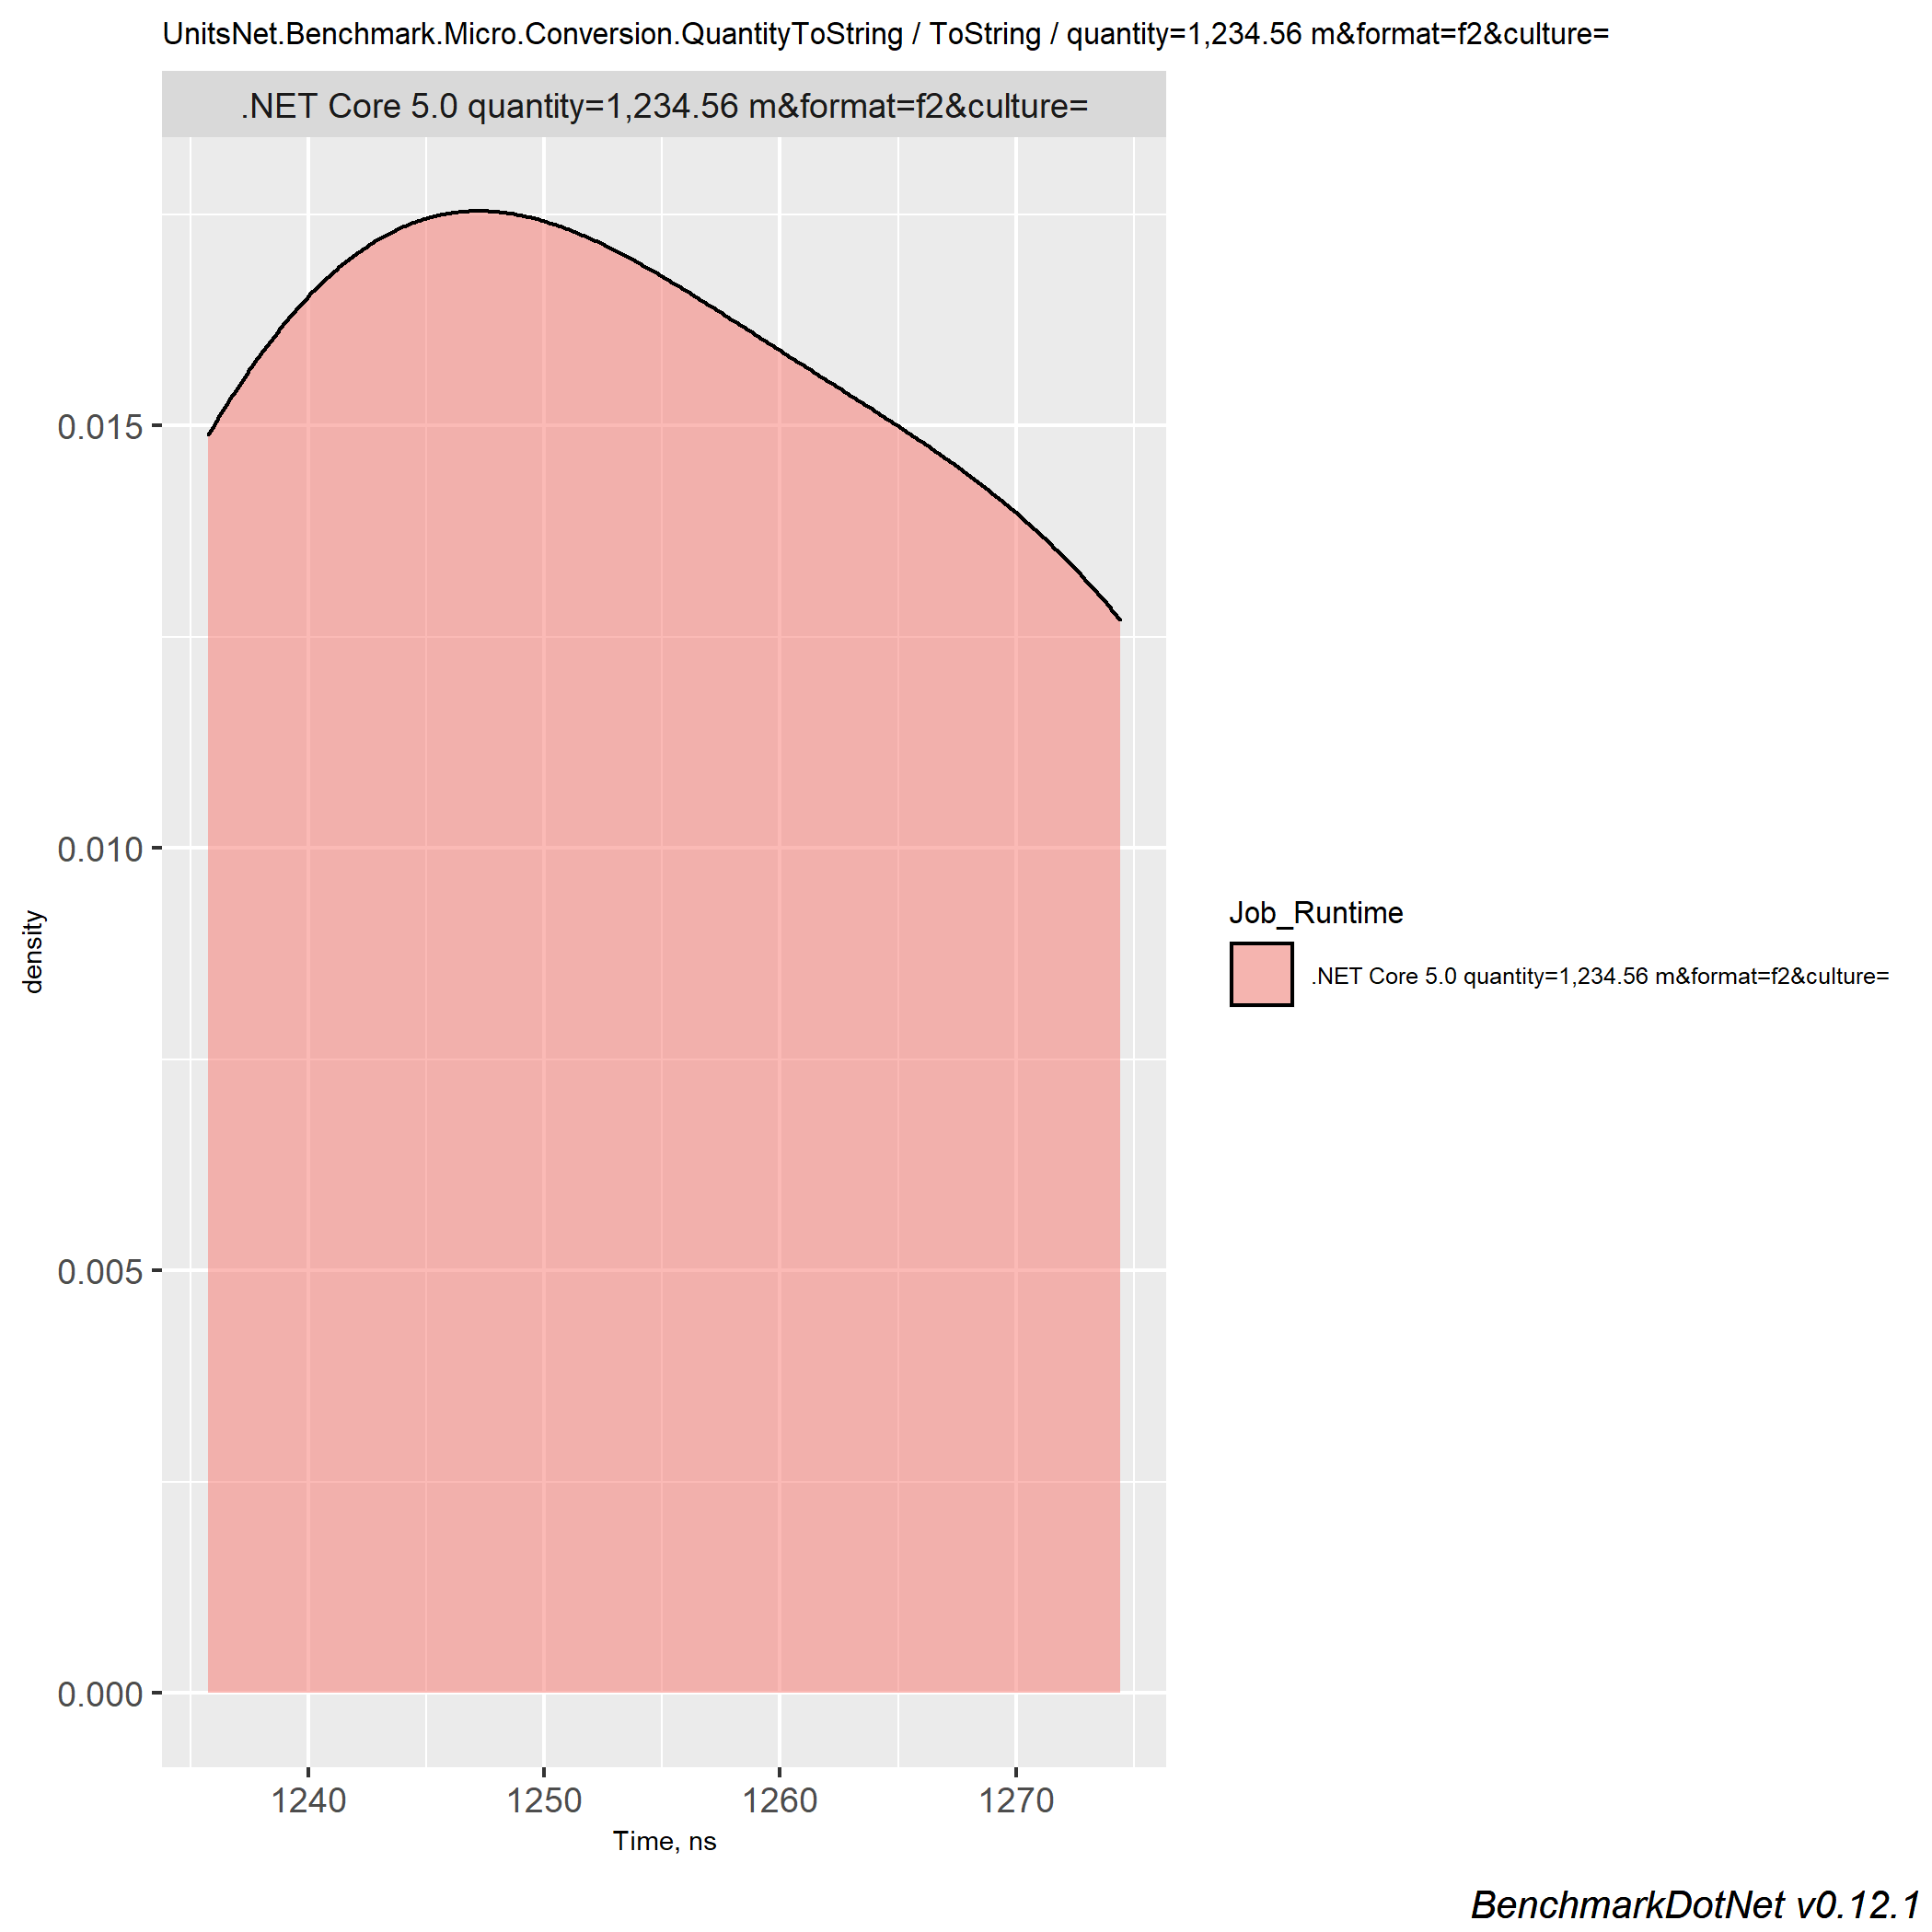 UnitsNet.Benchmark.Micro.Conversion.QuantityToString / ToString / quantity=1,234.56 m&format=f2&culture=
.NET Core 5.0 quantity=1,234.56 m&format=f2&culture=
0.015
0.010
0.005
0.000
density
1240 1250 1260 1270
Time, ns
Job_Runtime
.NET Core 5.0 quantity=1,234.56 m&format=f2&culture=
BenchmarkDotNet v0.12.1